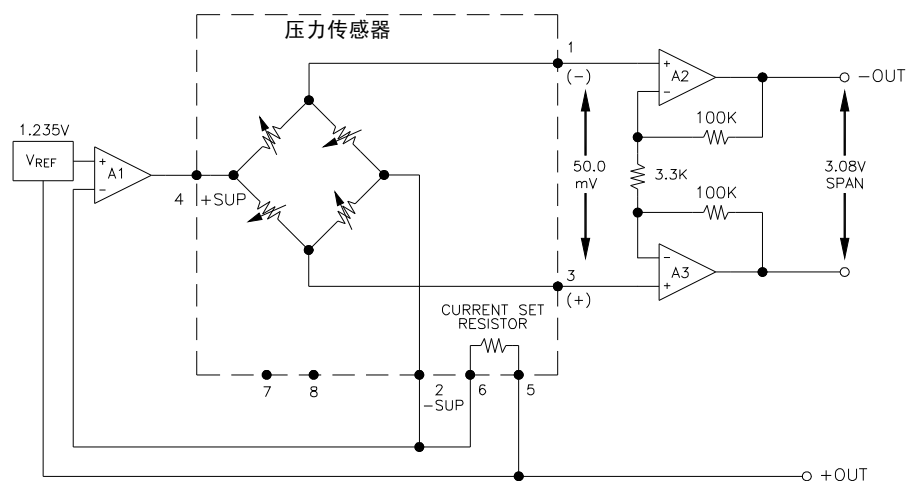 压力传感器
1
(-)
+
A2
-
-OUT
100K
1.235V
VREF
+
A1
-
4
+SUP
50.0
mV
3.3K
3.08V
SPAN
100K
-
A3
+
3
(+)
CURRENT SET
RESISTOR
7
8
2
-SUP
6
5
+OUT